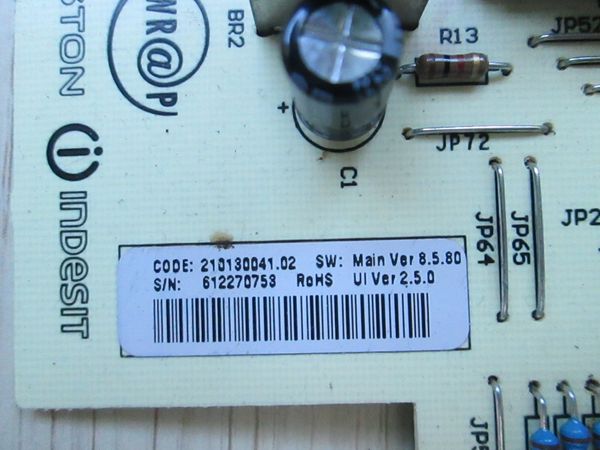 STON
INDESIT
WR@P
BR2
+
C1
R13
JP52
JP72
JP64
JP65
JP2
CODE: 210130041.02 SW: Main Ver 8.5.80
S/N: 612270753 RoHS UI Ver 2.5.0